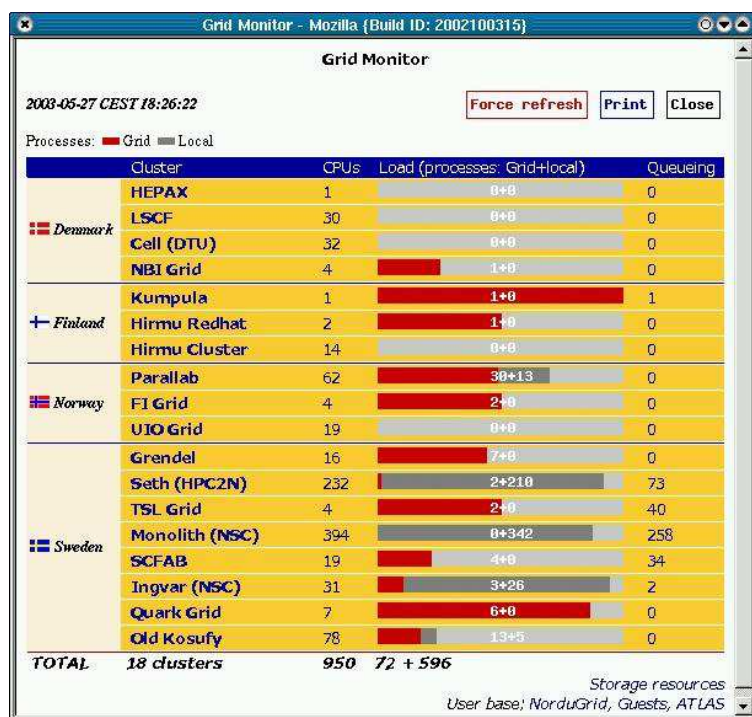 Grid Monitor - Mozilla {Build ID: 2002100315}
Grid Monitor
2003-05-27 CEST 18:26:22
Force refresh Print Close
Processes: Grid Local
Cluster CPUs Load (processes: Grid+local) Queueing
Denmark
HEPAX 1 0+0 0
LSCF 30 0+0 0
Cell (DTU) 32 0+0 0
NBI Grid 4 1+0 0
Finland
Kumpula 1 1+0 1
Hirmu Redhat 2 1+0 0
Hirmu Cluster 14 0+0 0
Norway
Parallab 62 30+13 0
FI Grid 4 2+0 0
UIO Grid 19 0+0 0
Sweden
Grendel 16 7+0 0
Seth (HPC2N) 232 2+210 73
TSL Grid 4 2+0 40
Monolith (NSC) 394 0+342 258
SCFAB 19 4+0 34
Ingvar (NSC) 31 3+26 2
Quark Grid 7 6+0 0
Old Kosufy 78 13+5 0
TOTAL 18 clusters 950 72 + 596
Storage resources
User base: NorduGrid, Guests, ATLAS